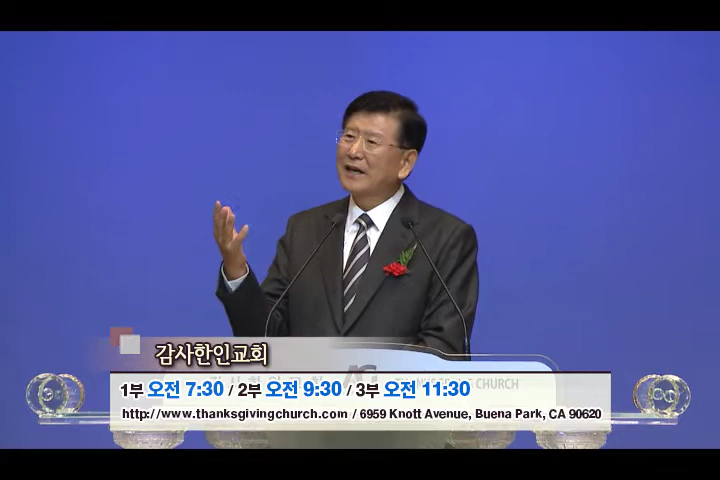 감사한인교회
CHURCH
1부 오전 7:30 / 2부 오전 9:30 / 3부 오전 11:30
http://www.thanksgivingchurch.com / 6959 Knott Avenue, Buena Park, CA 90620